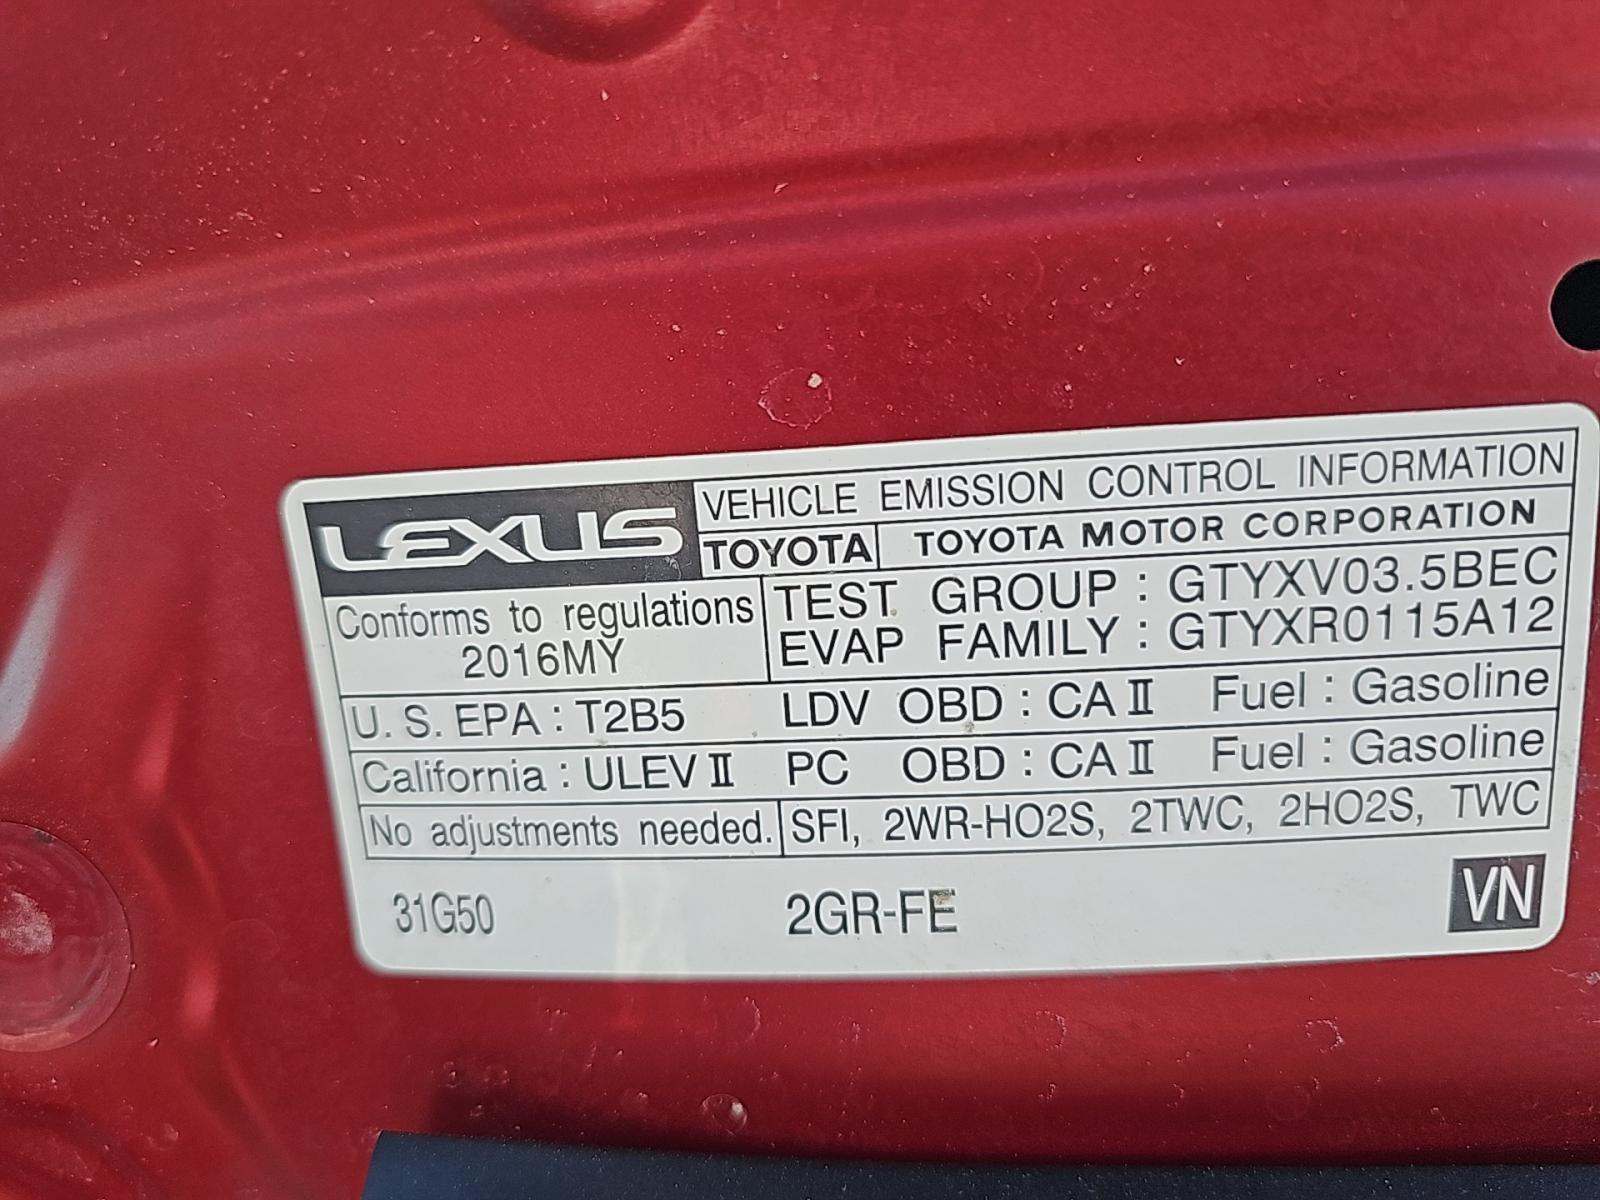 LEXUS VEHICLE EMISSION CONTROL INFORMATION
TOYOTA TOYOTA MOTOR CORPORATION
Conforms to regulations
2016MY
TEST GROUP : GTYXV03.5BEC
EVAP FAMILY : GTYXR0115A12
U.S. EPA : T2B5 LDV OBD : CA II Fuel : Gasoline
California : ULEV II PC OBD : CA II Fuel : Gasoline
No adjustments needed. SFI, 2WR-HO2S, 2TWC, 2HO2S, TWC
31G50 2GR-FE VN